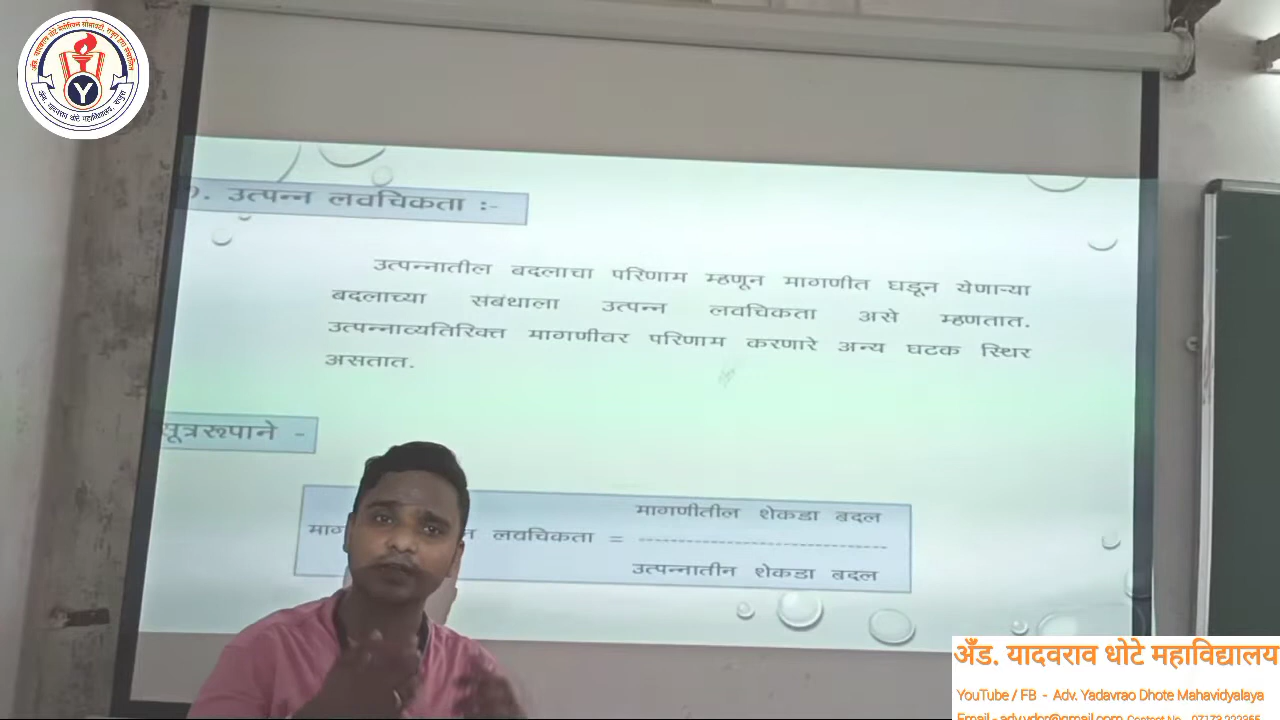 उत्पन्न लवचिकता :-
उत्पन्नातील बदलाचा परिणाम म्हणून मागणीत घडून येणाऱ्या
बदलाच्या संबंधाला उत्पन्न लवचिकता असे म्हणतात.
उत्पन्नाव्यतिरिक्त मागणीवर परिणाम करणारे अन्य घटक स्थिर
असतात.
सूत्ररूपाने -
मागणीतील शेकडा बदल
लवचिकता = ------------------------------
उत्पन्नातीन शेकडा बदल
अँड. यादवराव धोटे महाविद्यालय
YouTube / FB - Adv. Yadavrao Dhote Mahavidyalaya